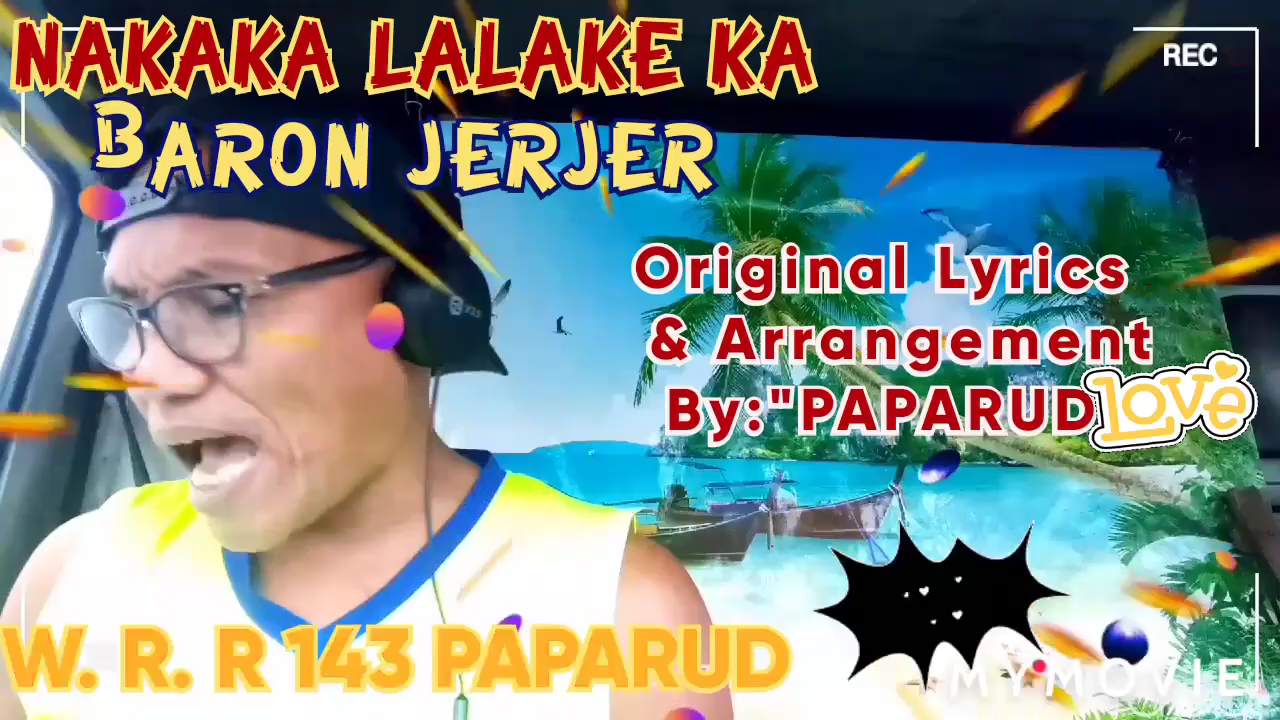 NAKAKA LALAKE KA
BARON JERJER
REC
Original Lyrics
& Arrangement
By:"PAPARUD
Love
W. R. R 143 PAPARUD
MYMOVIE